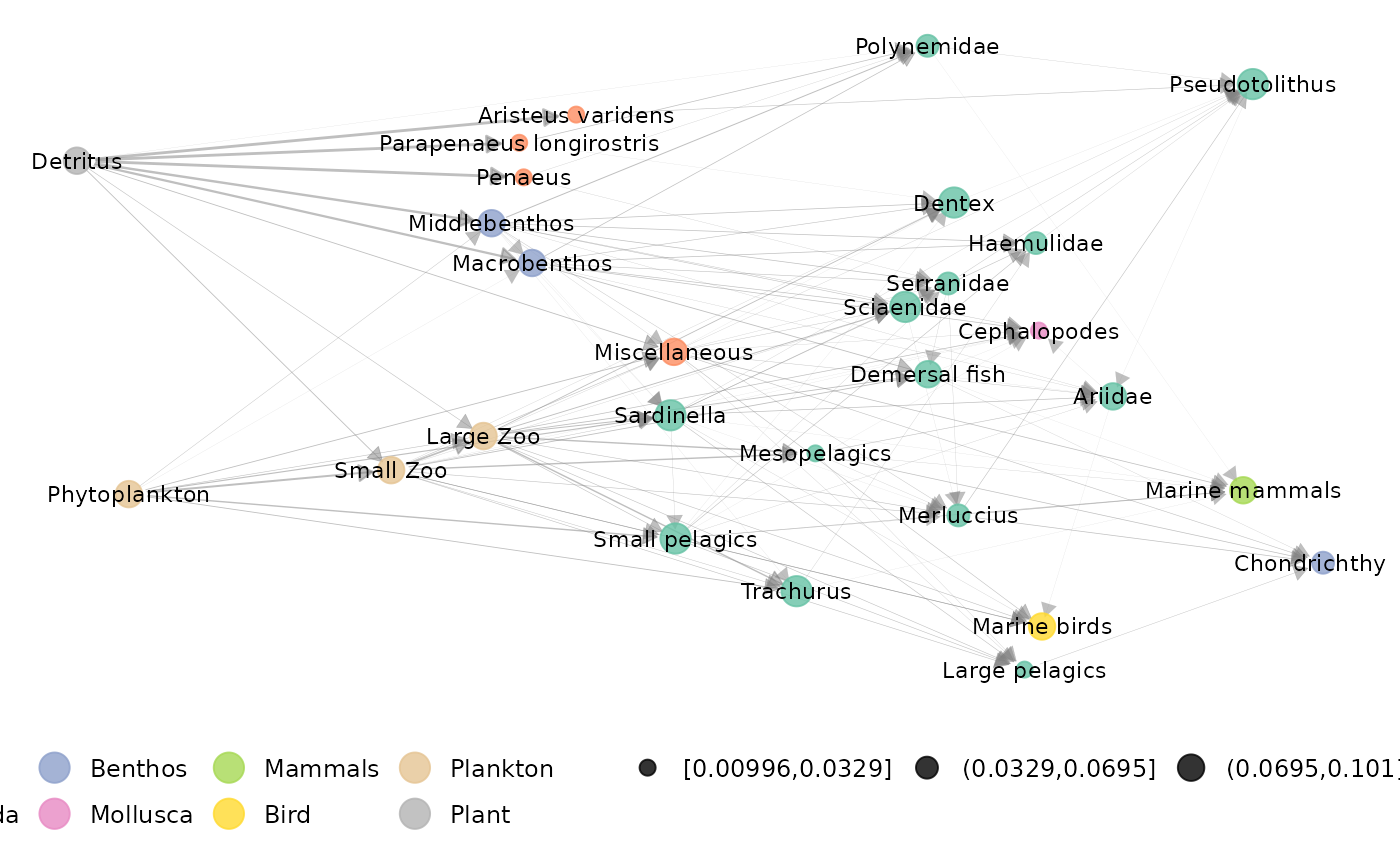 Polynemidae
Pseudotolithus
Aristeus varidens
Parapenaeus longirostris
Detritus
Penaeus
Dentex
Middlebenthos
Haemulidae
Macrobenthos
Serranidae
Sciaenidae
Cephalopodes
Miscellaneous
Demersal fish
Ariidae
Sardinella
Large Zoo
Mesopelagics
Small Zoo
Phytoplankton
Marine mammals
Merluccius
Small pelagics
Chondrichthy
Trachurus
Marine birds
Large pelagics
Benthos Mammals Plankton [0.00996,0.0329] (0.0329,0.0695] (0.0695,0.101]
da Mollusca Bird Plant